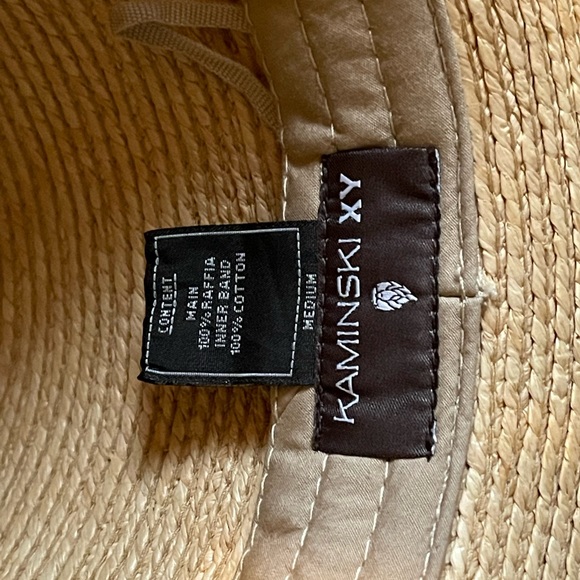 CONTENT
MAIN
100% RAFFIA
INNER BAND
100% COTTON
MEDIUM
KAMINSKI XY